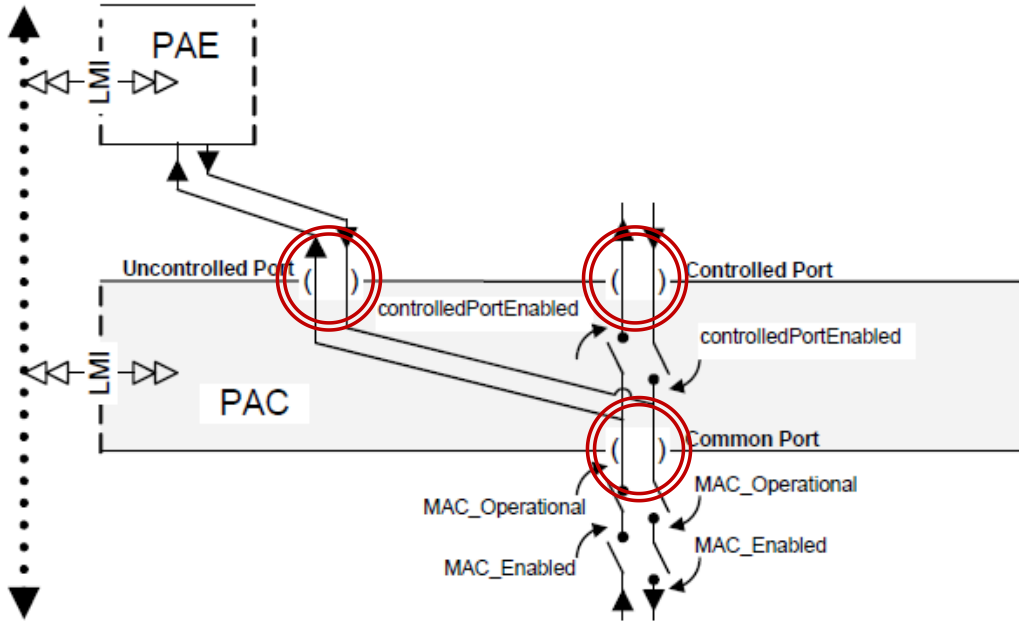 PAE
LMI
Uncontrolled Port
( )
( )
Controlled Port
controlledPortEnabled
controlledPortEnabled
LMI
PAC
( )
Common Port
MAC_Operational
MAC_Operational
MAC_Enabled
MAC_Enabled